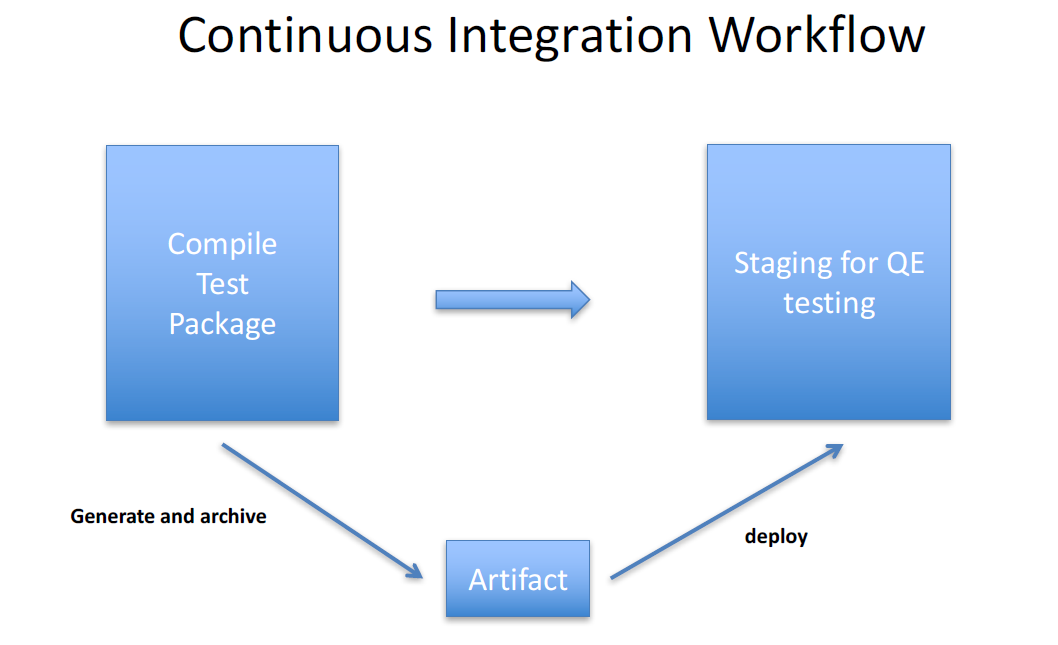 Continuous Integration Workflow
Compile
Test
Package
Staging for QE
testing
Generate and archive
deploy
Artifact